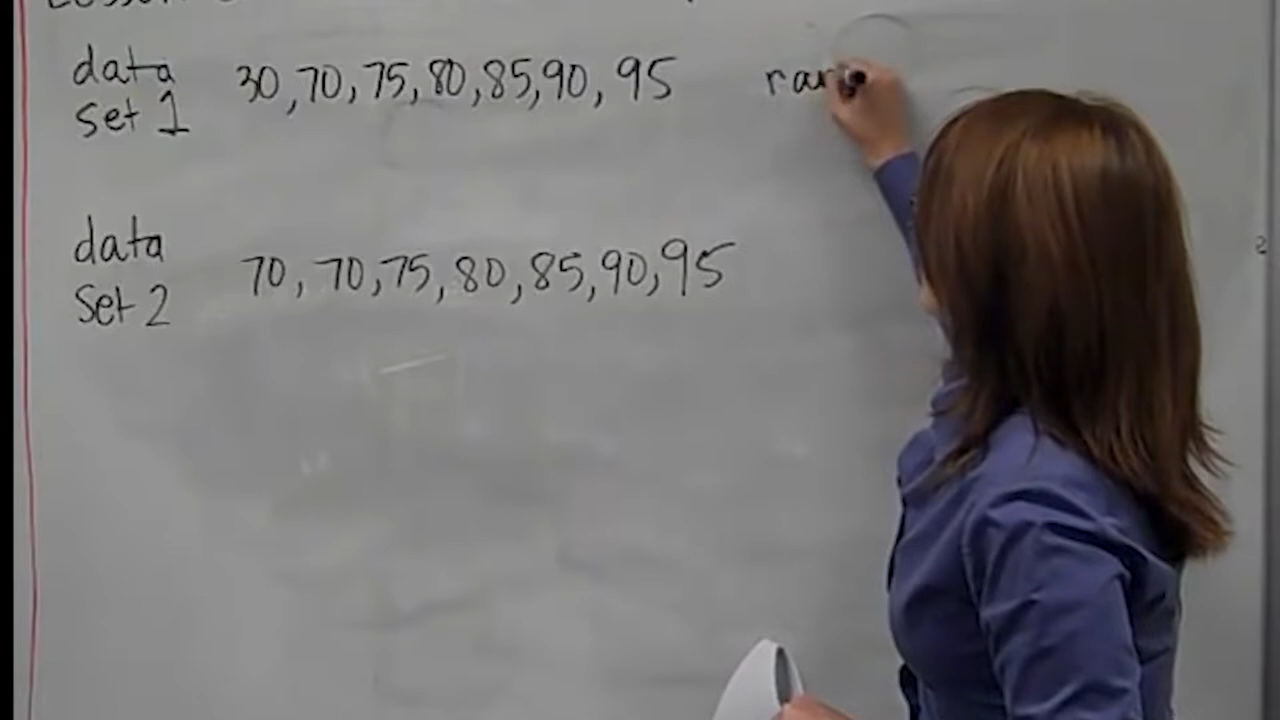 data
set 1
30, 70, 75, 80, 85, 90, 95
data
Set 2
70, 70, 75, 80, 85, 90, 95